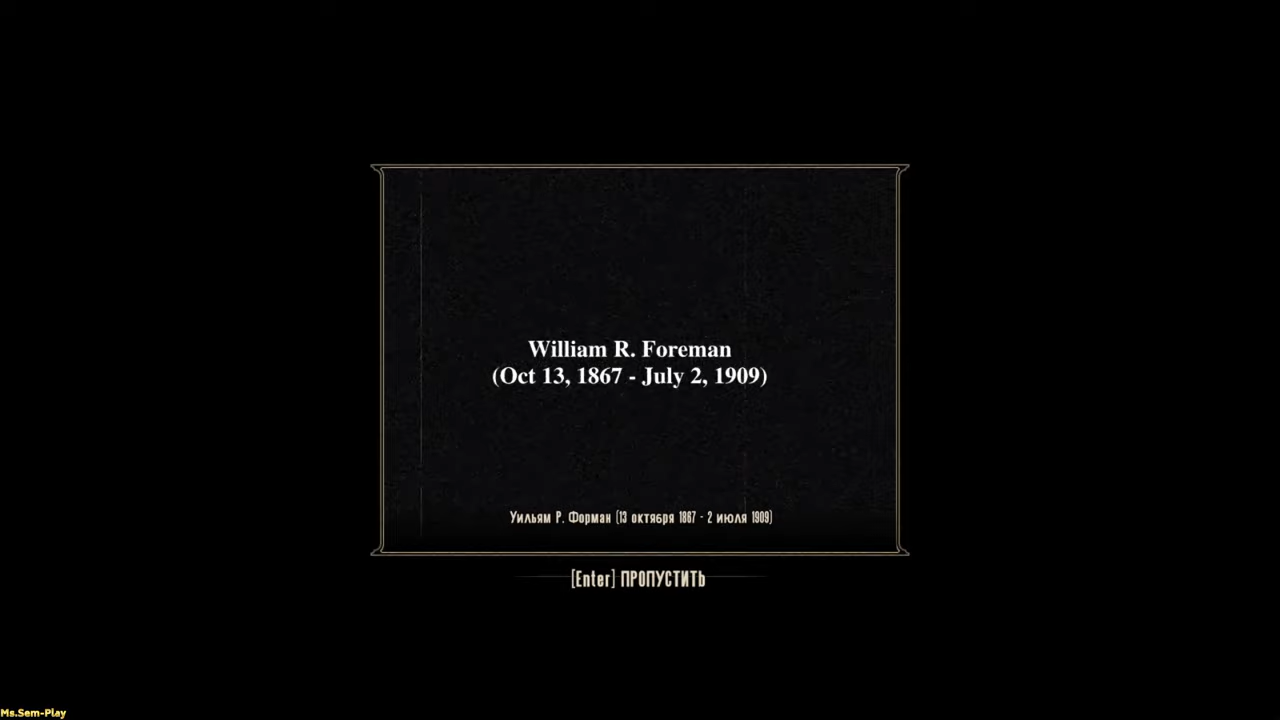 William R. Foreman
(Oct 13, 1867 - July 2, 1909)
Уильям Р. Форман (13 октября 1867 - 2 июля 1909)
[Enter] ПРОПУСТИТЬ
Ms.Sem-Play